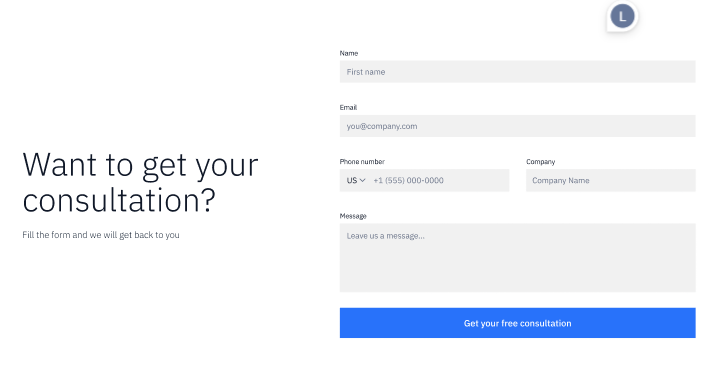 L
Name
First name
Email
you@company.com
Phone number
Company
US
+1 (555) 000-0000
Company Name
Message
Leave us a message...
Want to get your
consultation?
Fill the form and we will get back to you
Get your free consultation